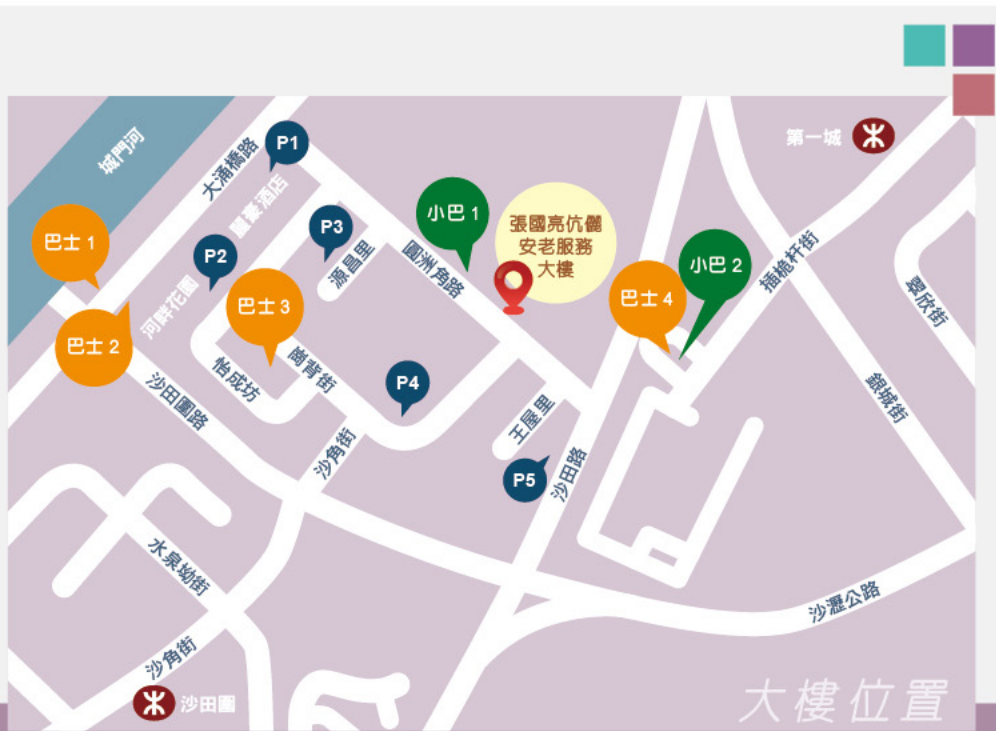 第一城
城門河
大涌橋路
P1
麗豪酒店
小巴 1
張國亮伉儷
安老服務
大樓
巴士 1
P2
P3
源昌里
圓洲角路
小巴 2
插桅杆街
翠欣街
河畔花園
巴士 3
巴士 4
巴士 2
怡成坊
崗背街
P4
沙田圍路
王屋里
銀城街
沙角街
P5
沙田路
水泉坳街
沙瀝公路
沙角街
沙田圍
大樓位置